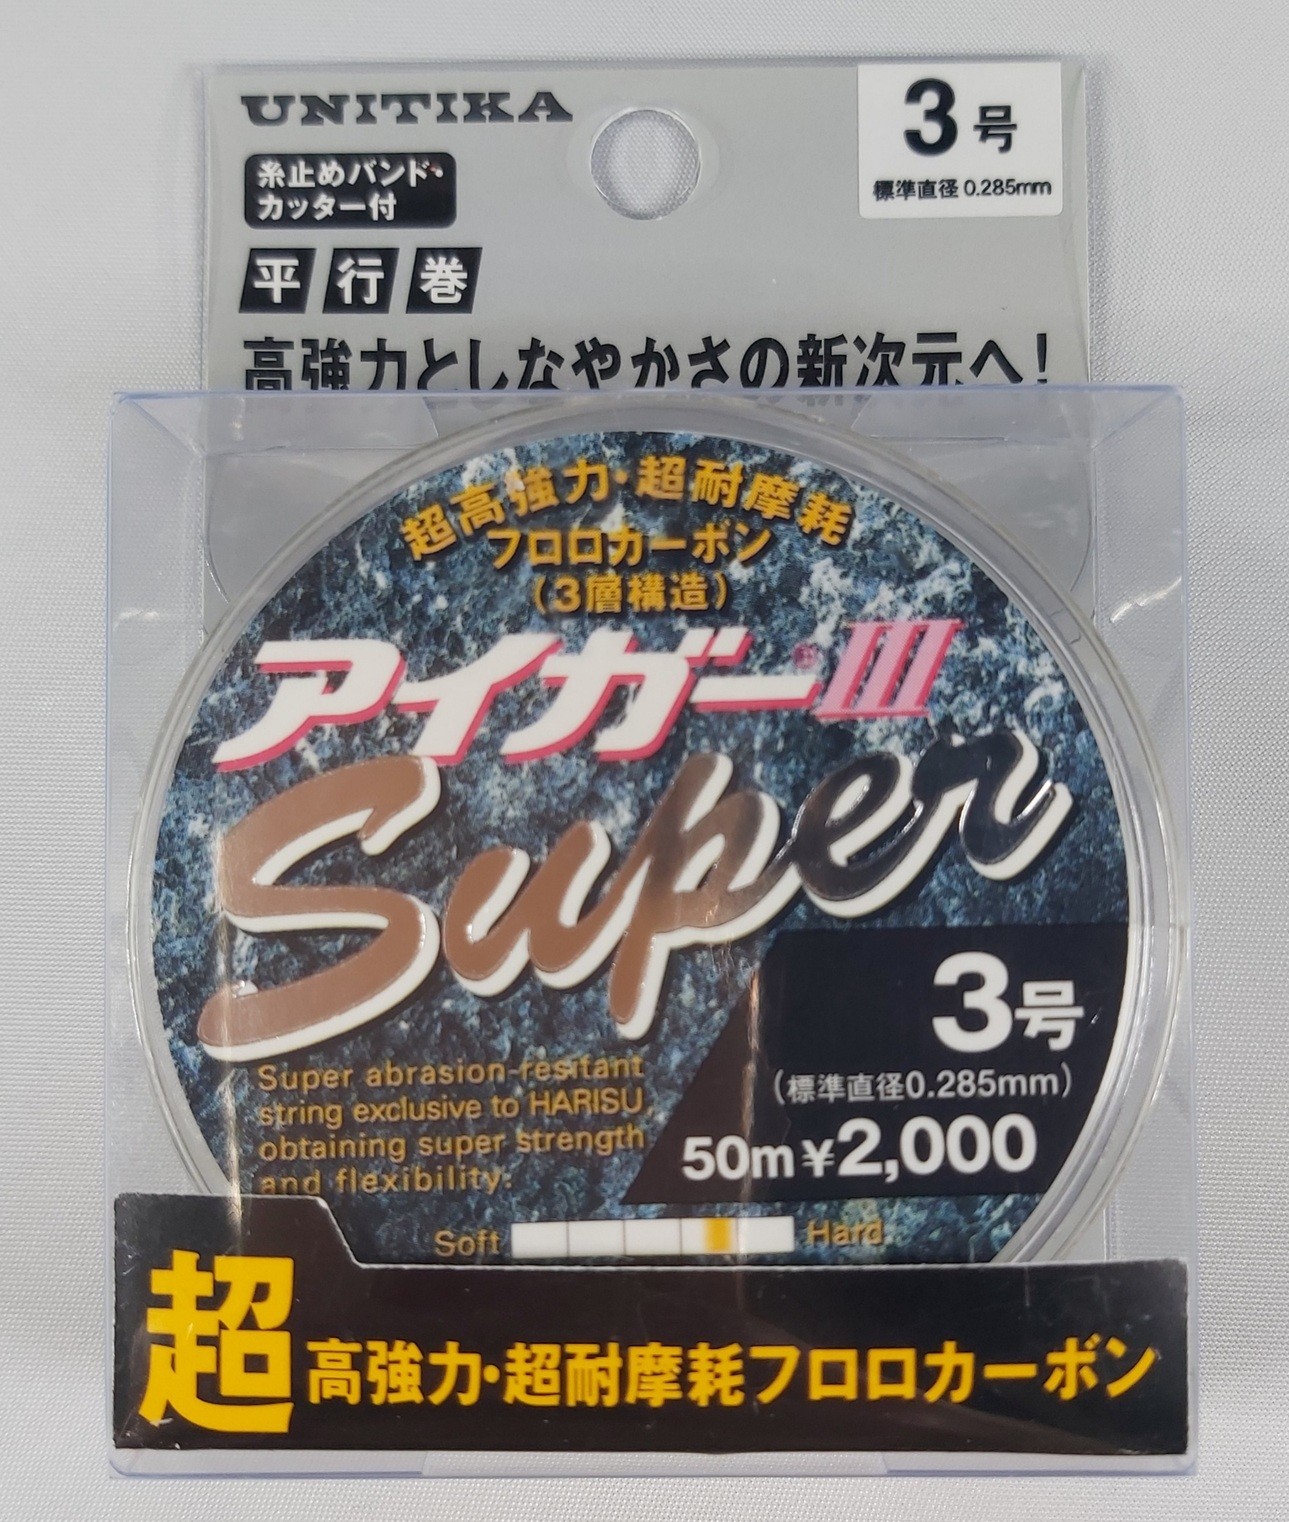 UNITIKA
3号
標準直径0.285mm
糸止めバンド・
カッター付
平行巻
高強力としなやかさの新次元へ!
超高強力・超耐摩耗
フロロカーボン
(3層構造)
アイガー®III
Super
3号
(標準直径0.285mm)
50m¥2,000
Super abrasion-resitant
string exclusive to HARISU,
obtaining super strength
and flexibility.
Soft Hard
超高強力・超耐摩耗フロロカーボン